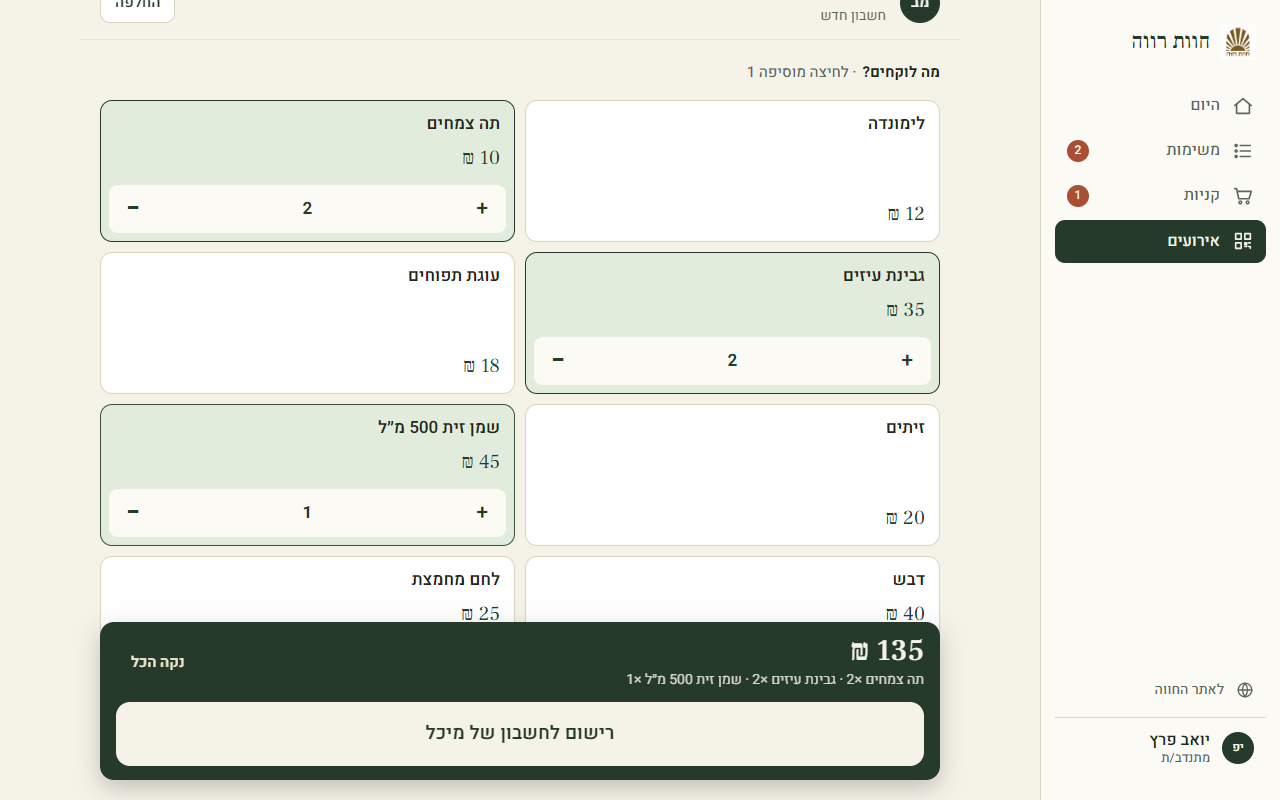 חוות רווה
היום
משימות 2
קניות 1
אירועים
לאתר החווה
יפ
יואב פרץ
מתנדב/ת
מב
חשבון חדש
החלפה
מה לוקחים? · לחיצה מוסיפה 1
לימונדה
12 ₪
תה צמחים
10 ₪
+ 2 −
גבינת עיזים
35 ₪
+ 2 −
עוגת תפוחים
18 ₪
זיתים
20 ₪
שמן זית 500 מ״ל
45 ₪
+ 1 −
דבש
40 ₪
לחם מחמצת
25 ₪
135 ₪
תה צמחים ×2 · גבינת עיזים ×2 · שמן זית 500 מ״ל ×1
נקה הכל
רישום לחשבון של מיכל